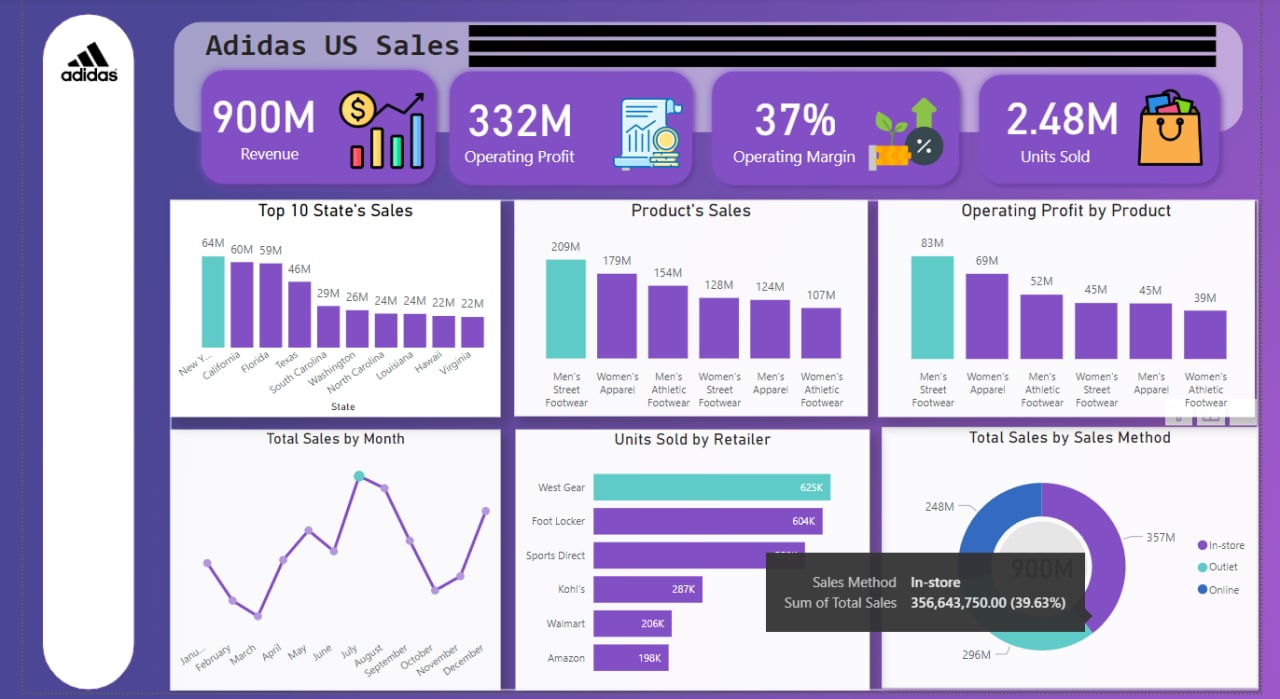 adidas
Adidas US Sales
900M
Revenue
$
332M
Operating Profit
37%
Operating Margin
%
2.48M
Units Sold
Top 10 State's Sales
64M 60M 59M 46M 29M 26M 24M 24M 22M 22M
New Y... California Florida Texas South Carolina Washington North Carolina Louisiana Hawaii Virginia
State
Product's Sales
209M 179M 154M 128M 124M 107M
Men's Street Footwear
Women's Apparel
Men's Athletic Footwear
Women's Street Footwear
Men's Apparel
Women's Athletic Footwear
Operating Profit by Product
83M 69M 52M 45M 45M 39M
Men's Street Footwear
Women's Apparel
Men's Athletic Footwear
Women's Street Footwear
Men's Apparel
Women's Athletic Footwear
Total Sales by Month
Janu... February March April May June July August September October November December
Units Sold by Retailer
West Gear 625K
Foot Locker 604K
Sports Direct
Kohl's 287K
Walmart 206K
Amazon 198K
Total Sales by Sales Method
248M
357M
296M
900M
In-store
Outlet
Online
Sales Method In-store
Sum of Total Sales 356,643,750.00 (39.63%)